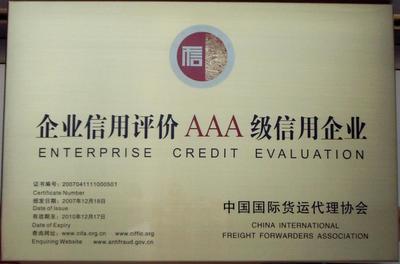 信
企业信用评价 AAA 级信用企业
ENTERPRISE CREDIT EVALUATION
证书编号：2007041111000501
Certificate Number
颁发日期：2007年12月18日
Date of Issue
有效期至：2010年12月17日
Date of Expiry
查询网址：www.cifa.org.cn www.ciffic.org
Enquiring Website www.antifraud.gov.cn
中国国际货运代理协会
CHINA INTERNATIONAL
FREIGHT FORWARDERS ASSOCIATION